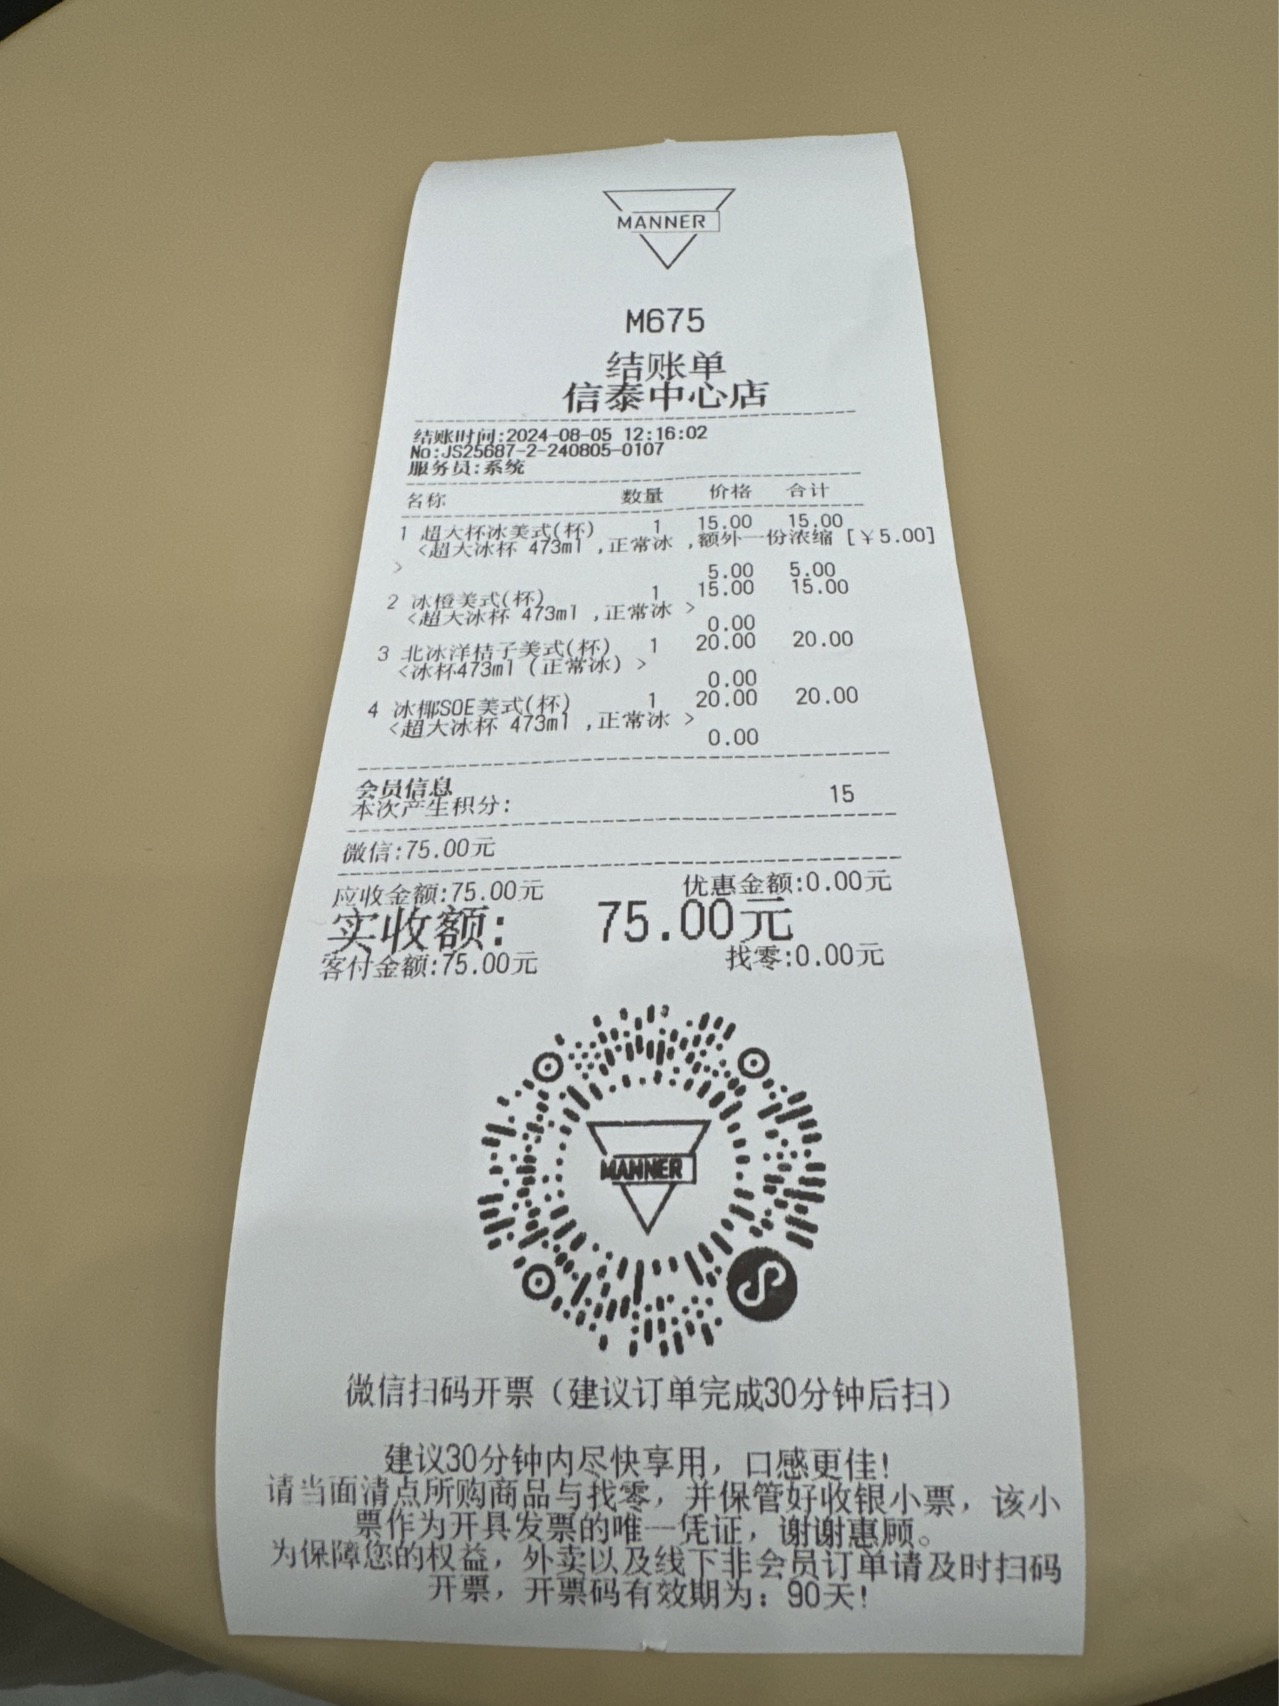 MANNER
M675
结账单
信泰中心店
结账时间:2024-08-05 12:16:02
No:JS25687-2-240805-0107
服务员:系统
名称 数量 价格 合计
1 超大杯冰美式(杯) 1 15.00 15.00
<超大冰杯 473ml ,正常冰 ,额外一份浓缩 [￥5.00]
>
5.00 5.00
2 冰橙美式(杯) 1 15.00 15.00
<超大冰杯 473ml ,正常冰 >
0.00
3 北冰洋桔子美式(杯) 1 20.00 20.00
<冰杯473ml (正常冰) >
0.00
4 冰椰SOE美式(杯) 1 20.00 20.00
<超大冰杯 473ml ,正常冰 >
0.00
会员信息
本次产生积分: 15
微信:75.00元
应收金额:75.00元 优惠金额:0.00元
实收额: 75.00元
客付金额:75.00元 找零:0.00元
MANNER
微信扫码开票（建议订单完成30分钟后扫）
建议30分钟内尽快享用，口感更佳!
请当面清点所购商品与找零，并保管好收银小票，该小
票作为开具发票的唯一凭证，谢谢惠顾。
为保障您的权益，外卖以及线下非会员订单请及时扫码
开票，开票码有效期为：90天!